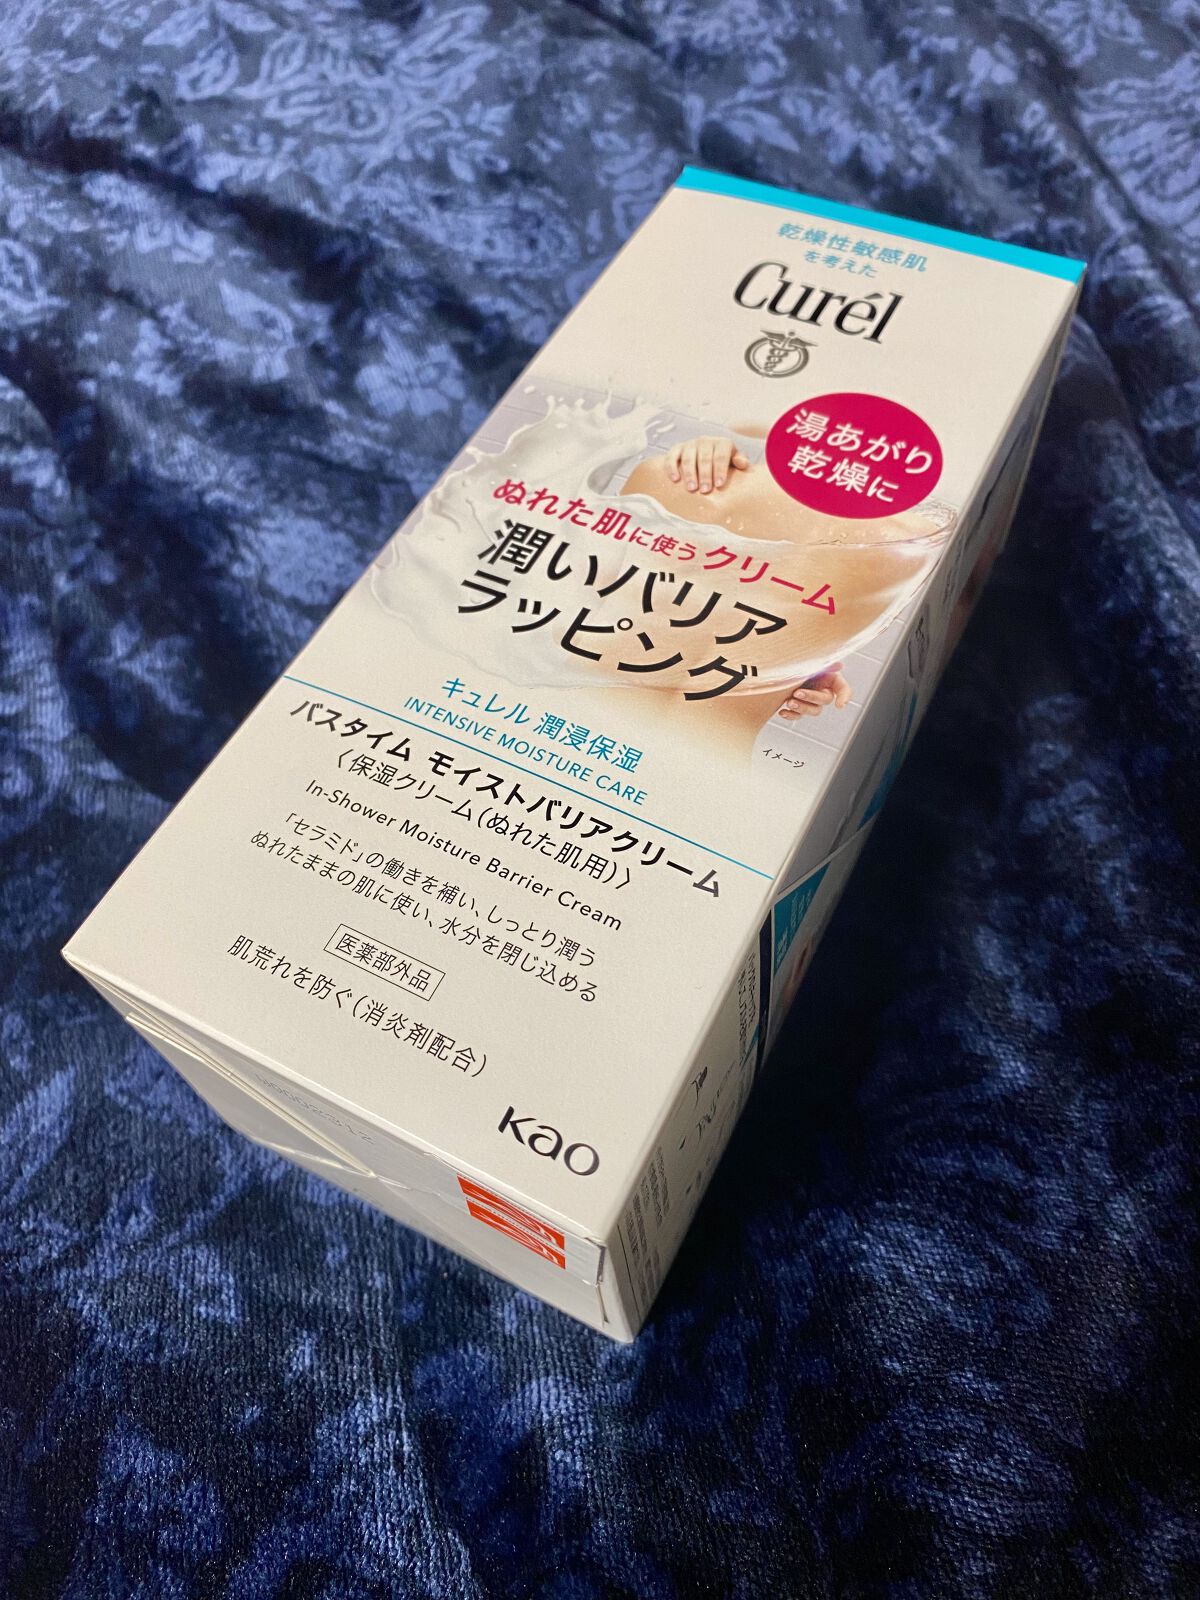 乾燥性敏感肌
を考えた
Curél
湯あがり
乾燥に
ぬれた肌に使うクリーム
潤いバリア
ラッピング
イメージ
キュレル 潤浸保湿
INTENSIVE MOISTURE CARE
バスタイム モイストバリアクリーム
〈保湿クリーム(ぬれた肌用)〉
In-Shower Moisture Barrier Cream
「セラミド」の働きを補い、しっとり潤う
ぬれたままの肌に使い、水分を閉じ込める
医薬部外品
肌荒れを防ぐ(消炎剤配合)
Kao